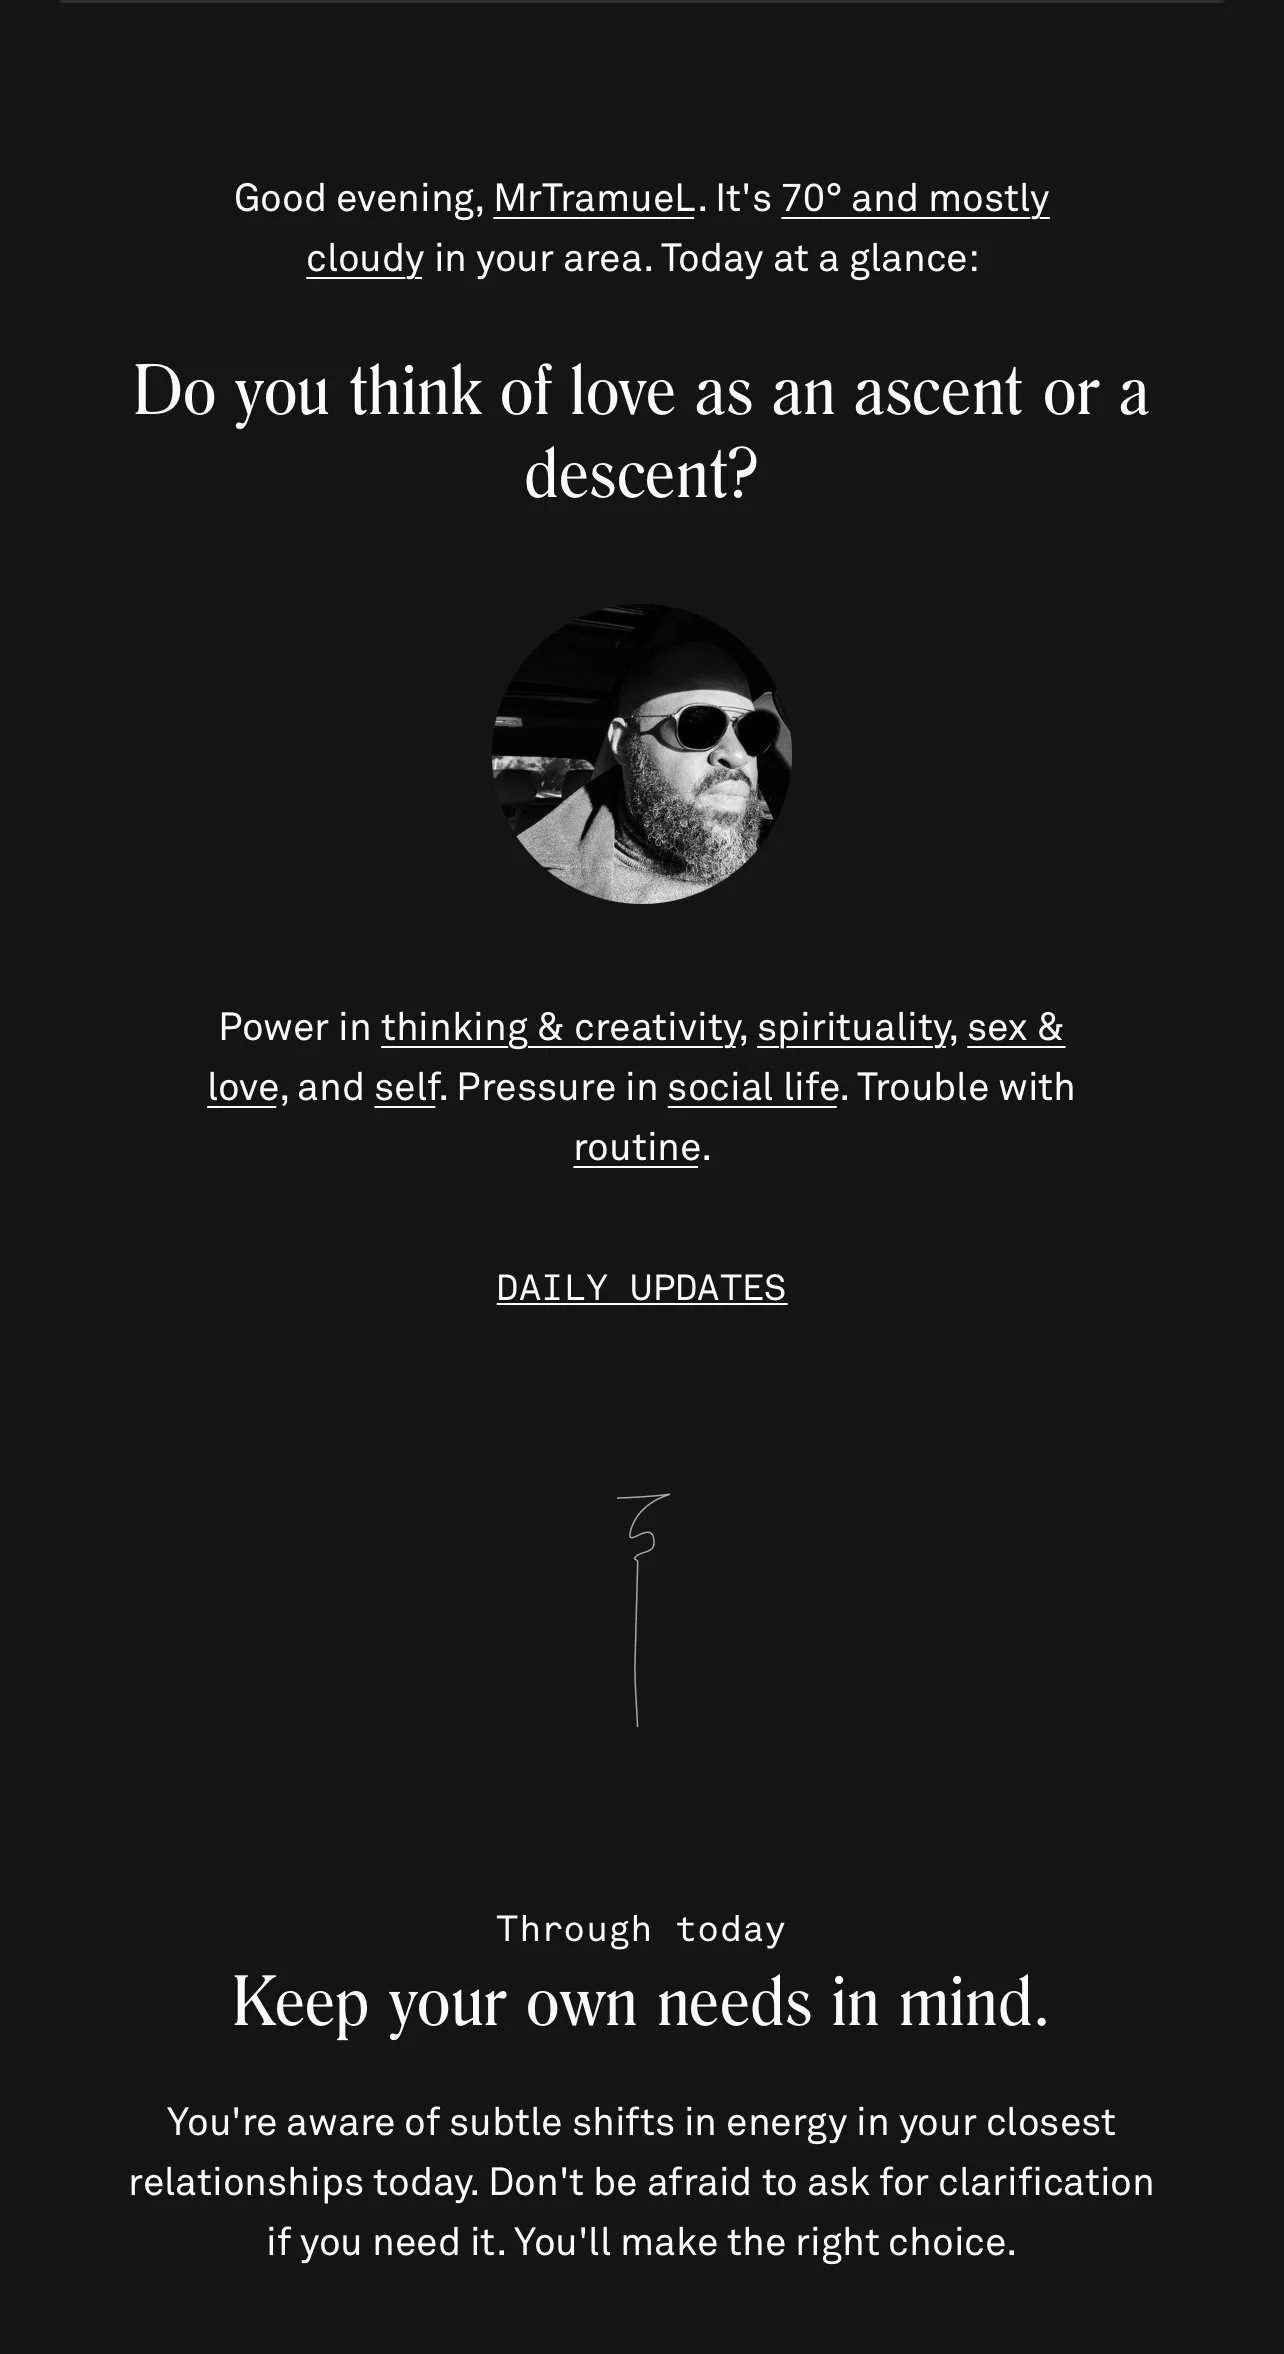 Good evening, MrTramueL. It's 70° and mostly
cloudy in your area. Today at a glance:
Do you think of love as an ascent or a
descent?
Power in thinking & creativity, spirituality, sex &
love, and self. Pressure in social life. Trouble with
routine.
DAILY UPDATES
Through today
Keep your own needs in mind.
You're aware of subtle shifts in energy in your closest
relationships today. Don't be afraid to ask for clarification
if you need it. You'll make the right choice.